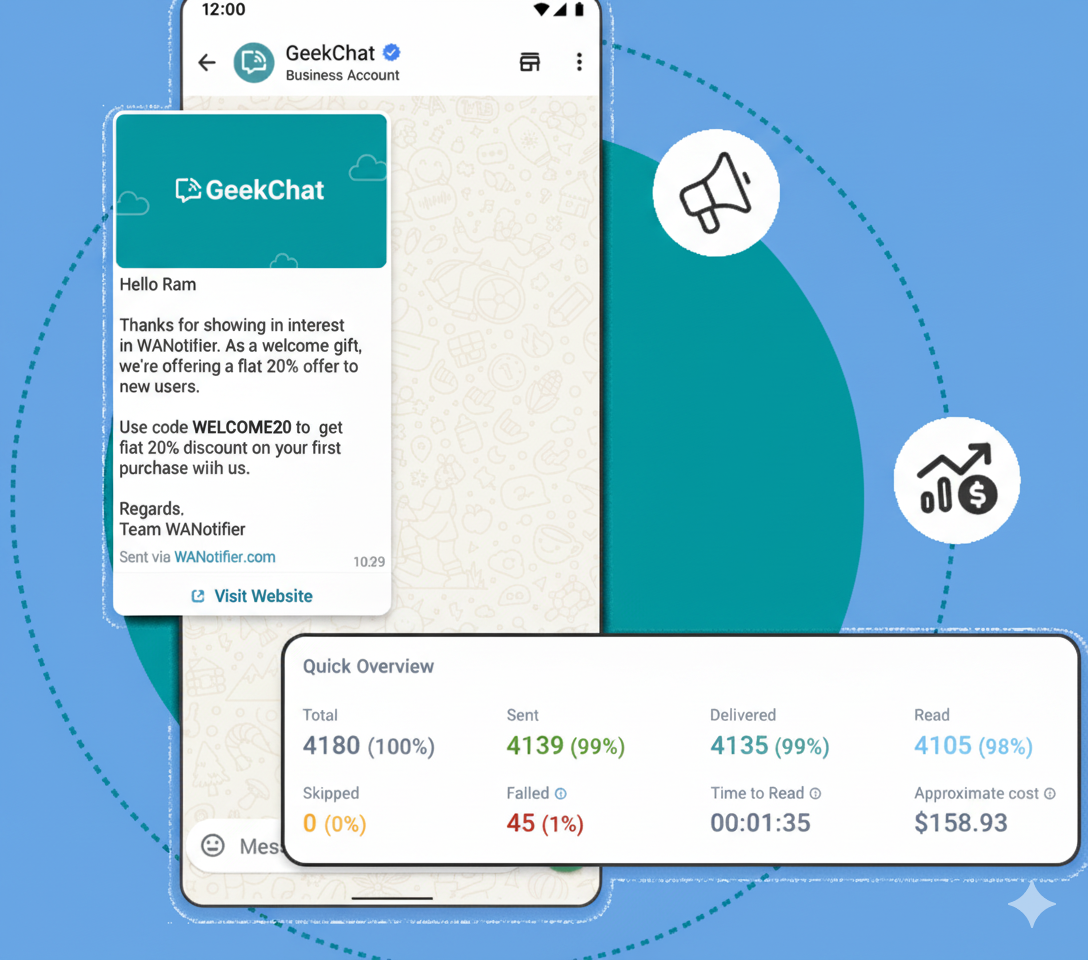 12:00
GeekChat
Business Account
GeekChat
Hello Ram
Thanks for showing in interest
in WANotifier. As a welcome gift,
we're offering a flat 20% offer to
new users.
Use code WELCOME20 to get
fiat 20% discount on your first
purchase wiih us.
Regards.
Team WANotifier
Sent via WANotifier.com
10:29
Visit Website
Quick Overview
Total
Sent
Delivered
Read
4180 (100%)
4139 (99%)
4135 (99%)
4105 (98%)
Skipped
Falled
Time to Read
Approximate cost
0 (0%)
45 (1%)
00:01:35
$158.93
Mess